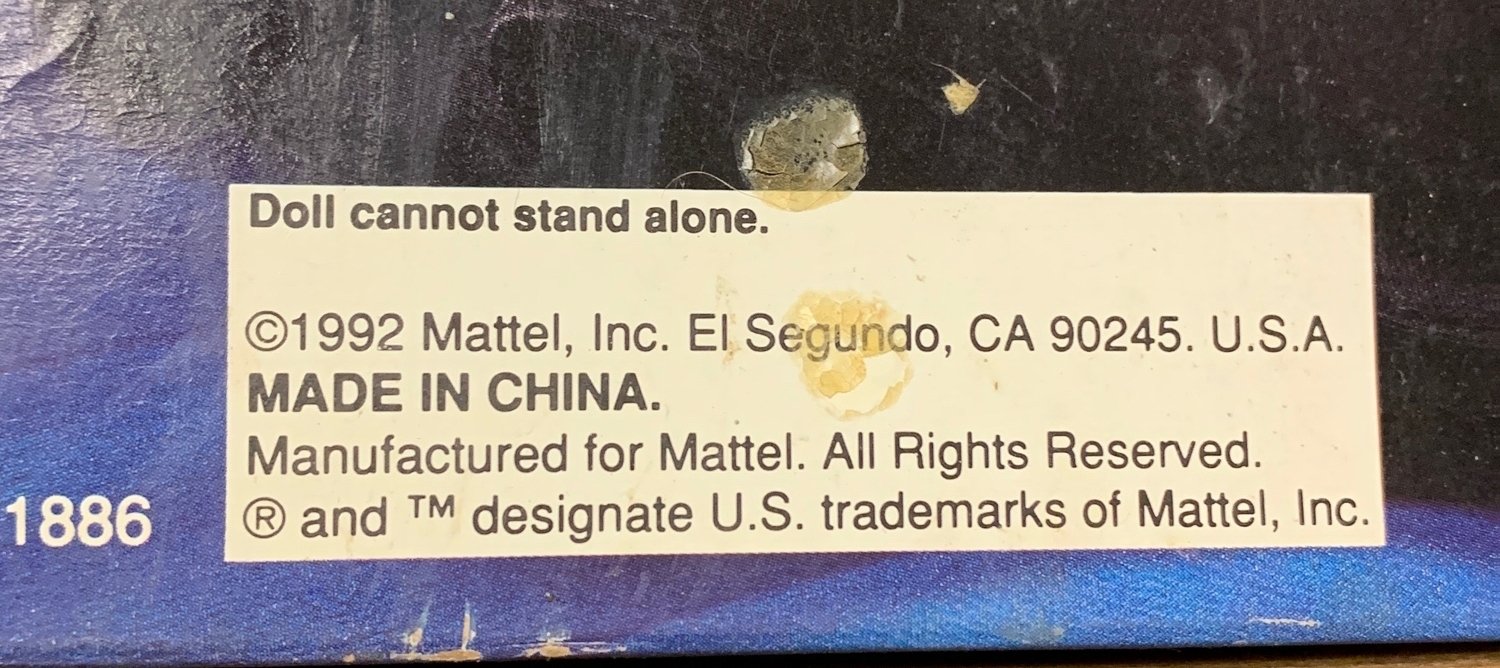 Doll cannot stand alone.
©1992 Mattel, Inc. El Segundo, CA 90245. U.S.A.
MADE IN CHINA.
Manufactured for Mattel. All Rights Reserved.
1886
® and ™ designate U.S. trademarks of Mattel, Inc.